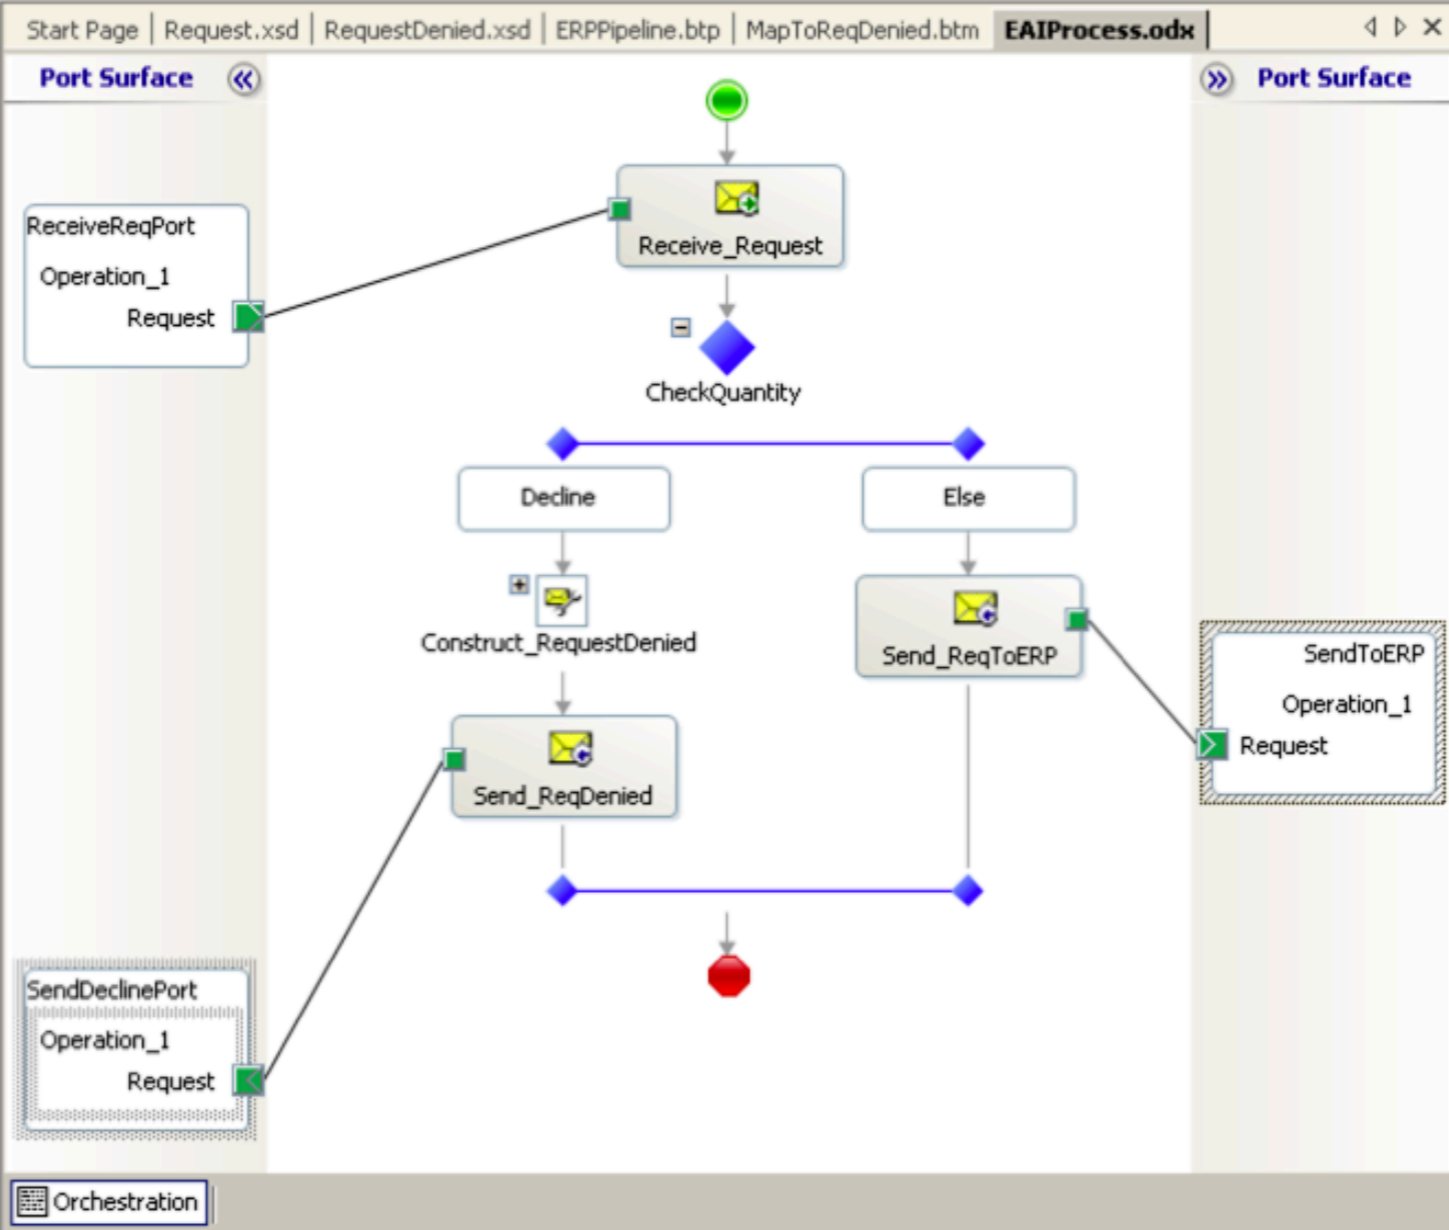 Start Page | Request.xsd | RequestDenied.xsd | ERPPipeline.btp | MapToReqDenied.btm EAIProcess.odx
Port Surface
Port Surface
ReceiveReqPort
Operation_1
Request
Receive_Request
CheckQuantity
Decline
Else
Construct_RequestDenied
Send_ReqToERP
SendToERP
Operation_1
Request
Send_ReqDenied
SendDeclinePort
Operation_1
Request
Orchestration